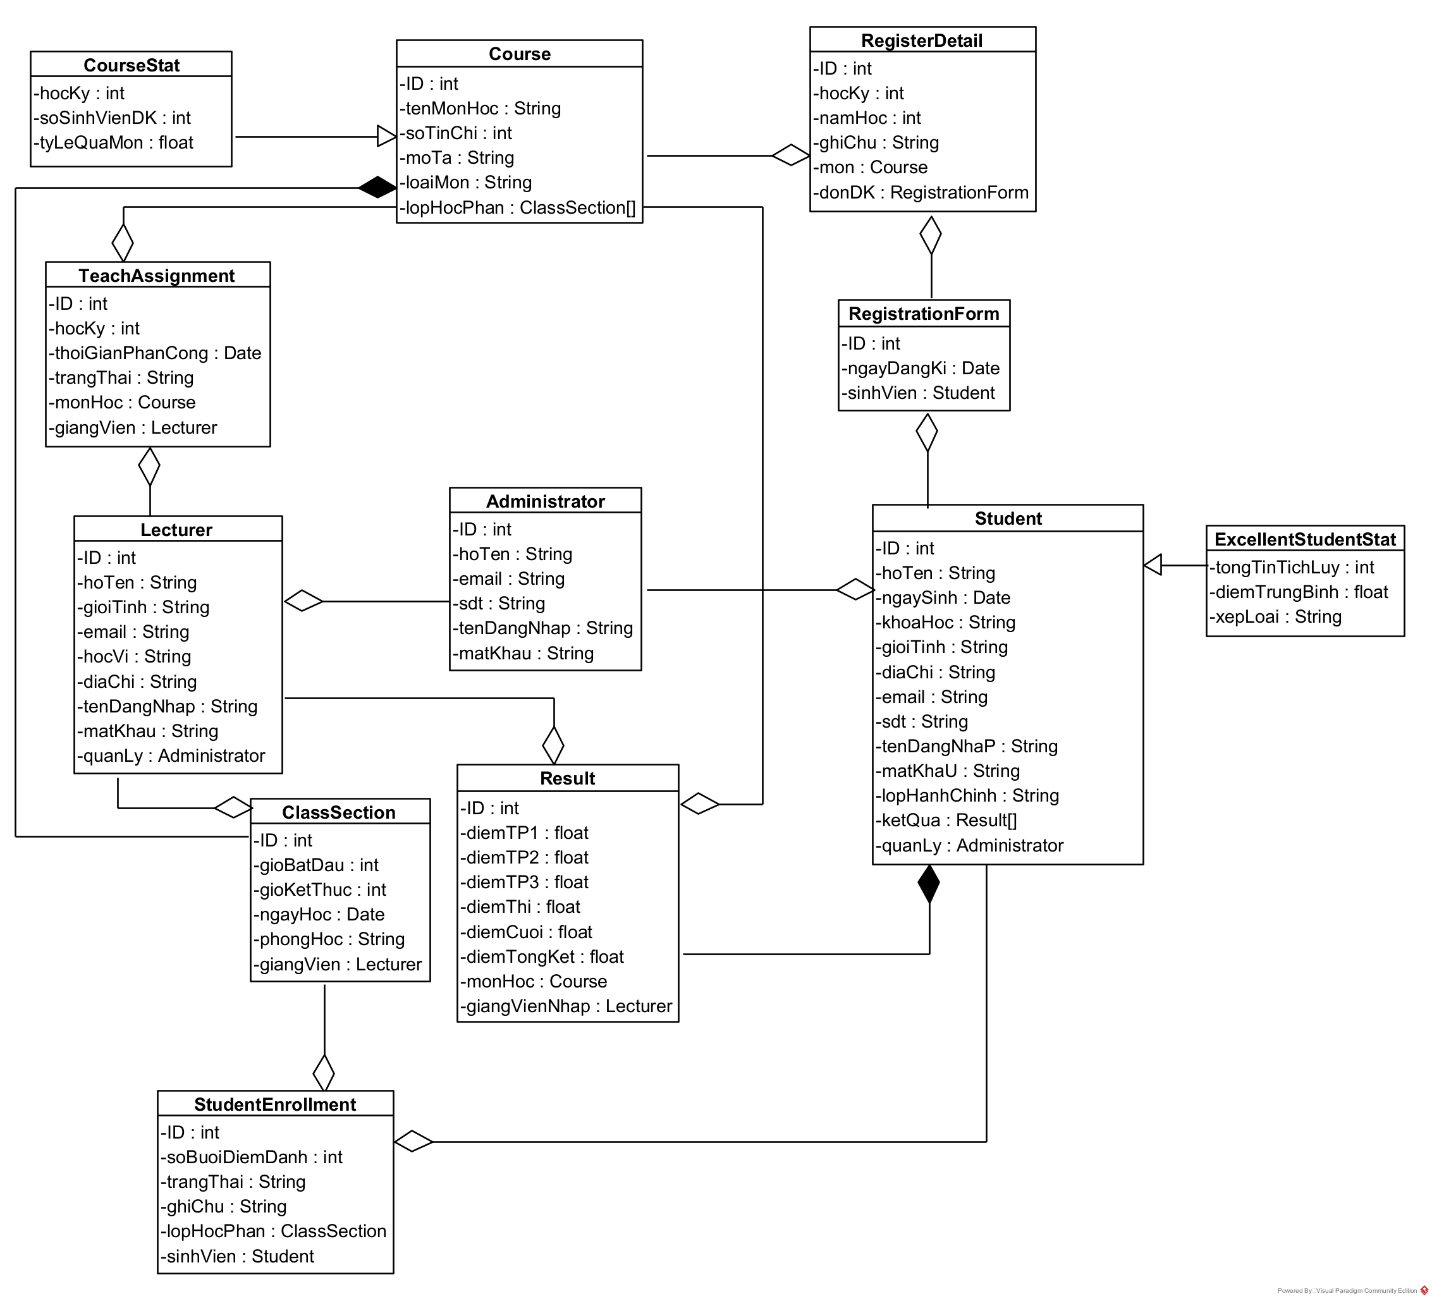 CourseStat
-hocKy : int
-soSinhVienDK : int
-tyLeQuaMon : float
Course
-ID : int
-tenMonHoc : String
-soTinChi : int
-moTa : String
-loaiMon : String
-lopHocPhan : ClassSection[]
RegisterDetail
-ID : int
-hocKy : int
-namHoc : int
-ghiChu : String
-mon : Course
-donDK : RegistrationForm
TeachAssignment
-ID : int
-hocKy : int
-thoiGianPhanCong : Date
-trangThai : String
-monHoc : Course
-giangVien : Lecturer
RegistrationForm
-ID : int
-ngayDangKi : Date
-sinhVien : Student
Lecturer
-ID : int
-hoTen : String
-gioiTinh : String
-email : String
-hocVi : String
-diaChi : String
-tenDangNhap : String
-matKhau : String
-quanLy : Administrator
Administrator
-ID : int
-hoTen : String
-email : String
-sdt : String
-tenDangNhap : String
-matKhau : String
Student
-ID : int
-hoTen : String
-ngaySinh : Date
-khoaHoc : String
-gioiTinh : String
-diaChi : String
-email : String
-sdt : String
-tenDangNhaP : String
-matKhaU : String
-lopHanhChinh : String
-ketQua : Result[]
-quanLy : Administrator
ExcellentStudentStat
-tongTinTichLuy : int
-diemTrungBinh : float
-xepLoai : String
ClassSection
-ID : int
-gioBatDau : int
-gioKetThuc : int
-ngayHoc : Date
-phongHoc : String
-giangVien : Lecturer
Result
-ID : int
-diemTP1 : float
-diemTP2 : float
-diemTP3 : float
-diemThi : float
-diemCuoi : float
-diemTongKet : float
-monHoc : Course
-giangVienNhap : Lecturer
StudentEnrollment
-ID : int
-soBuoiDiemDanh : int
-trangThai : String
-ghiChu : String
-lopHocPhan : ClassSection
-sinhVien : Student
Powered By: Visual Paradigm Community Edition